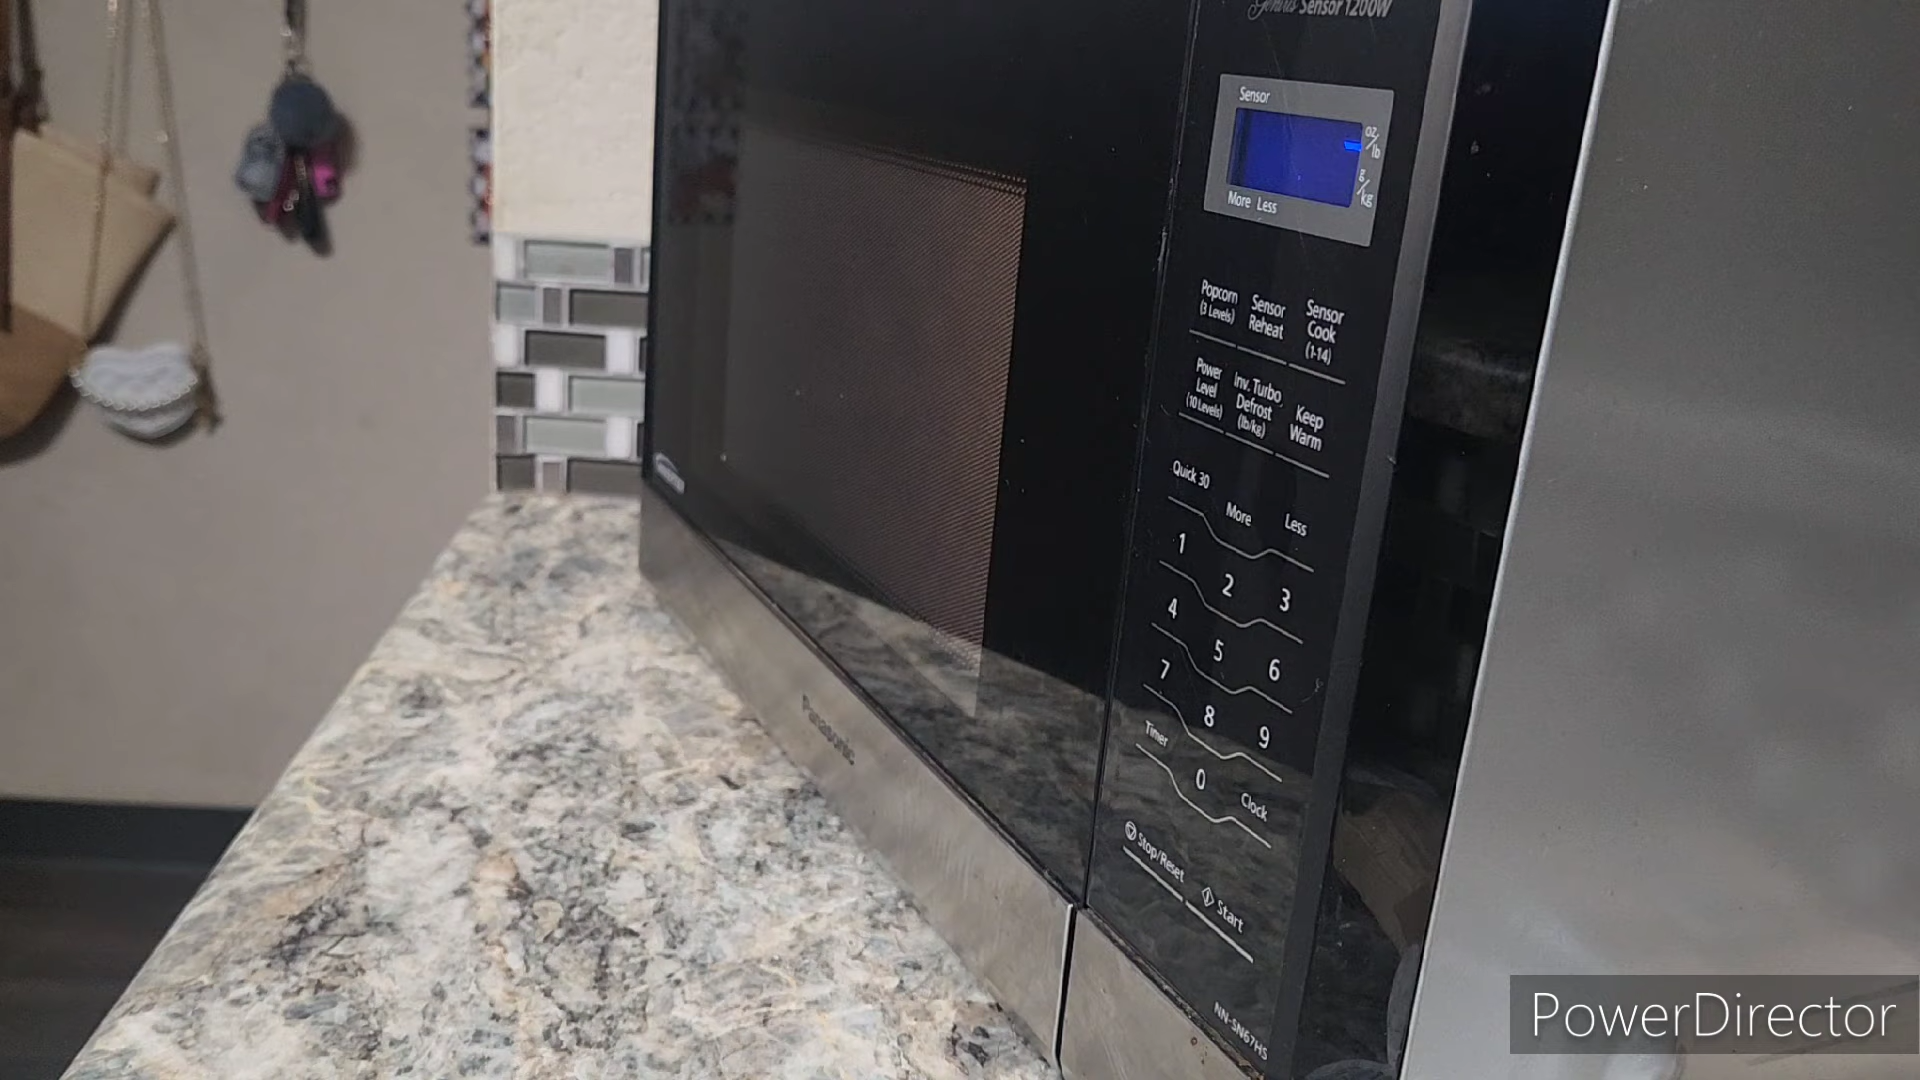 Genius Sensor 1200W
Sensor
oz/lb
g/kg
More Less
Popcorn
(3 Levels)
Sensor
Reheat
Sensor
Cook
(1-14)
Power
Level
(10 Levels)
Inv. Turbo
Defrost
(lb/kg)
Keep
Warm
Quick 30
More
Less
1
2
3
4
5
6
7
8
9
Timer
0
Clock
Stop/Reset
Start
Panasonic
NN-SN67HS
PowerDirector